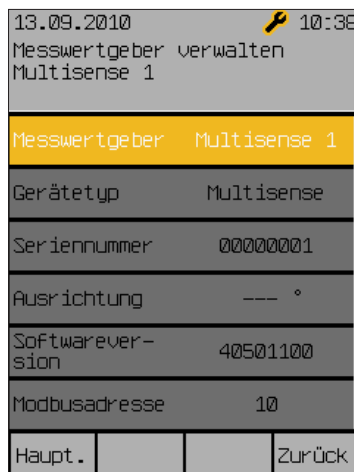 13.09.2010 10:38
Messwertgeber verwalten
Multisense 1
Messwertgeber Multisense 1
Gerätetyp Multisense
Seriennummer 00000001
Ausrichtung --- °
Softwarever-
sion 40501100
Modbusadresse 10
Haupt. Zurück